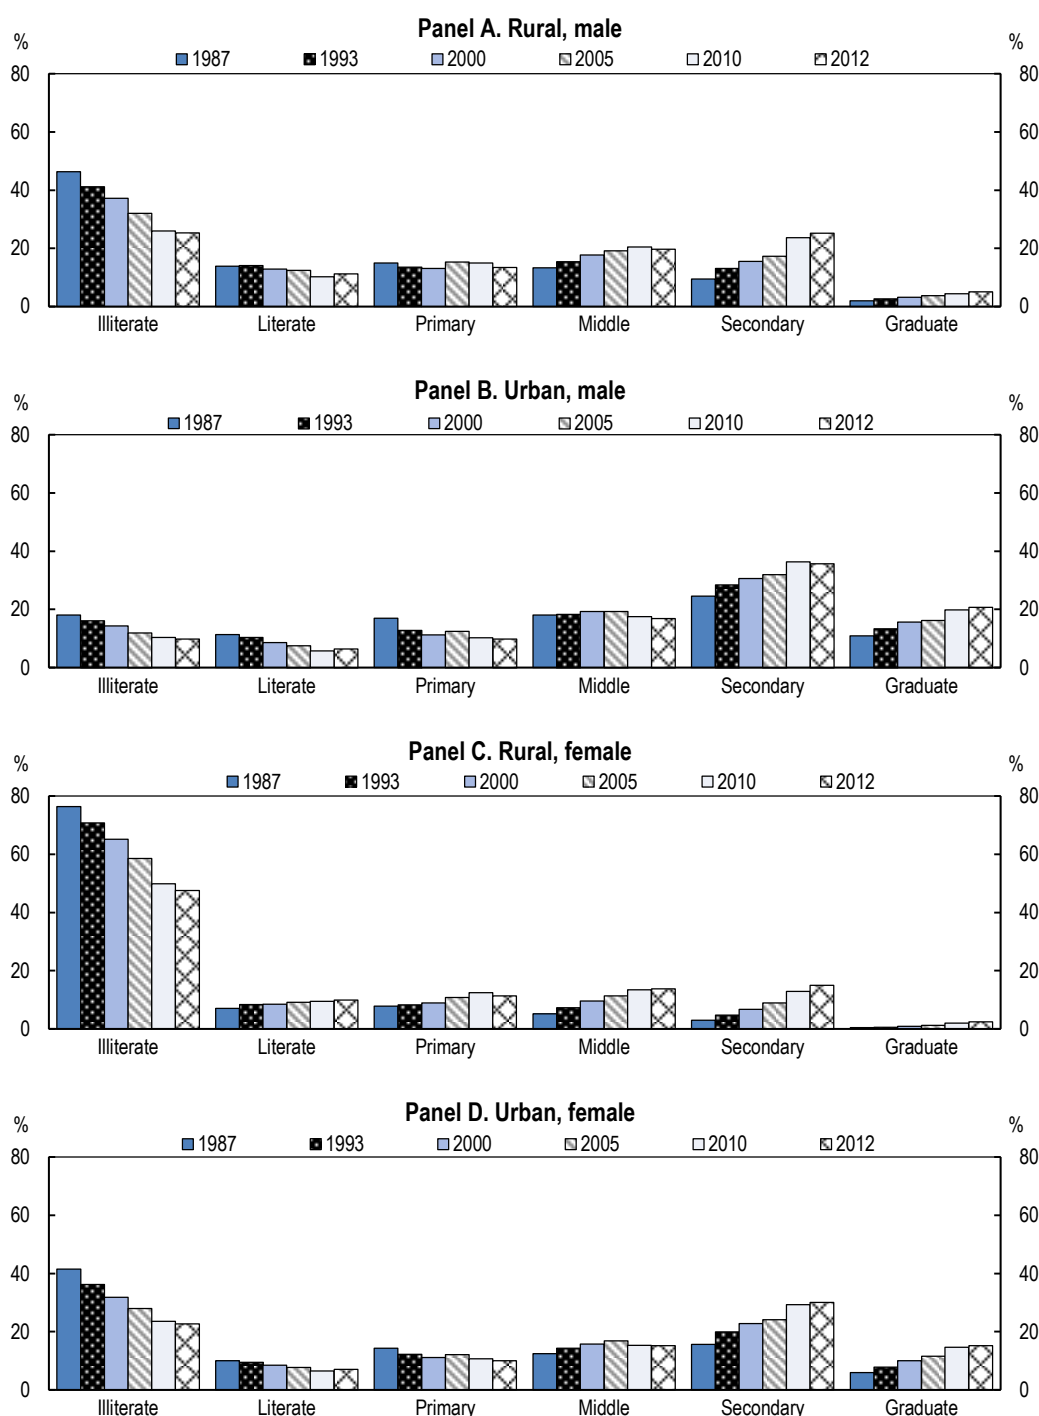 Panel A. Rural, male
% %
1987 1993 2000 2005 2010 2012
80 80
60 60
40 40
20 20
0 0
Illiterate Literate Primary Middle Secondary Graduate
Panel B. Urban, male
% %
1987 1993 2000 2005 2010 2012
80 80
60 60
40 40
20 20
0 0
Illiterate Literate Primary Middle Secondary Graduate
Panel C. Rural, female
% %
1987 1993 2000 2005 2010 2012
80 80
60 60
40 40
20 20
0 0
Illiterate Literate Primary Middle Secondary Graduate
Panel D. Urban, female
% %
1987 1993 2000 2005 2010 2012
80 80
60 60
40 40
20 20
0 0
Illiterate Literate Primary Middle Secondary Graduate